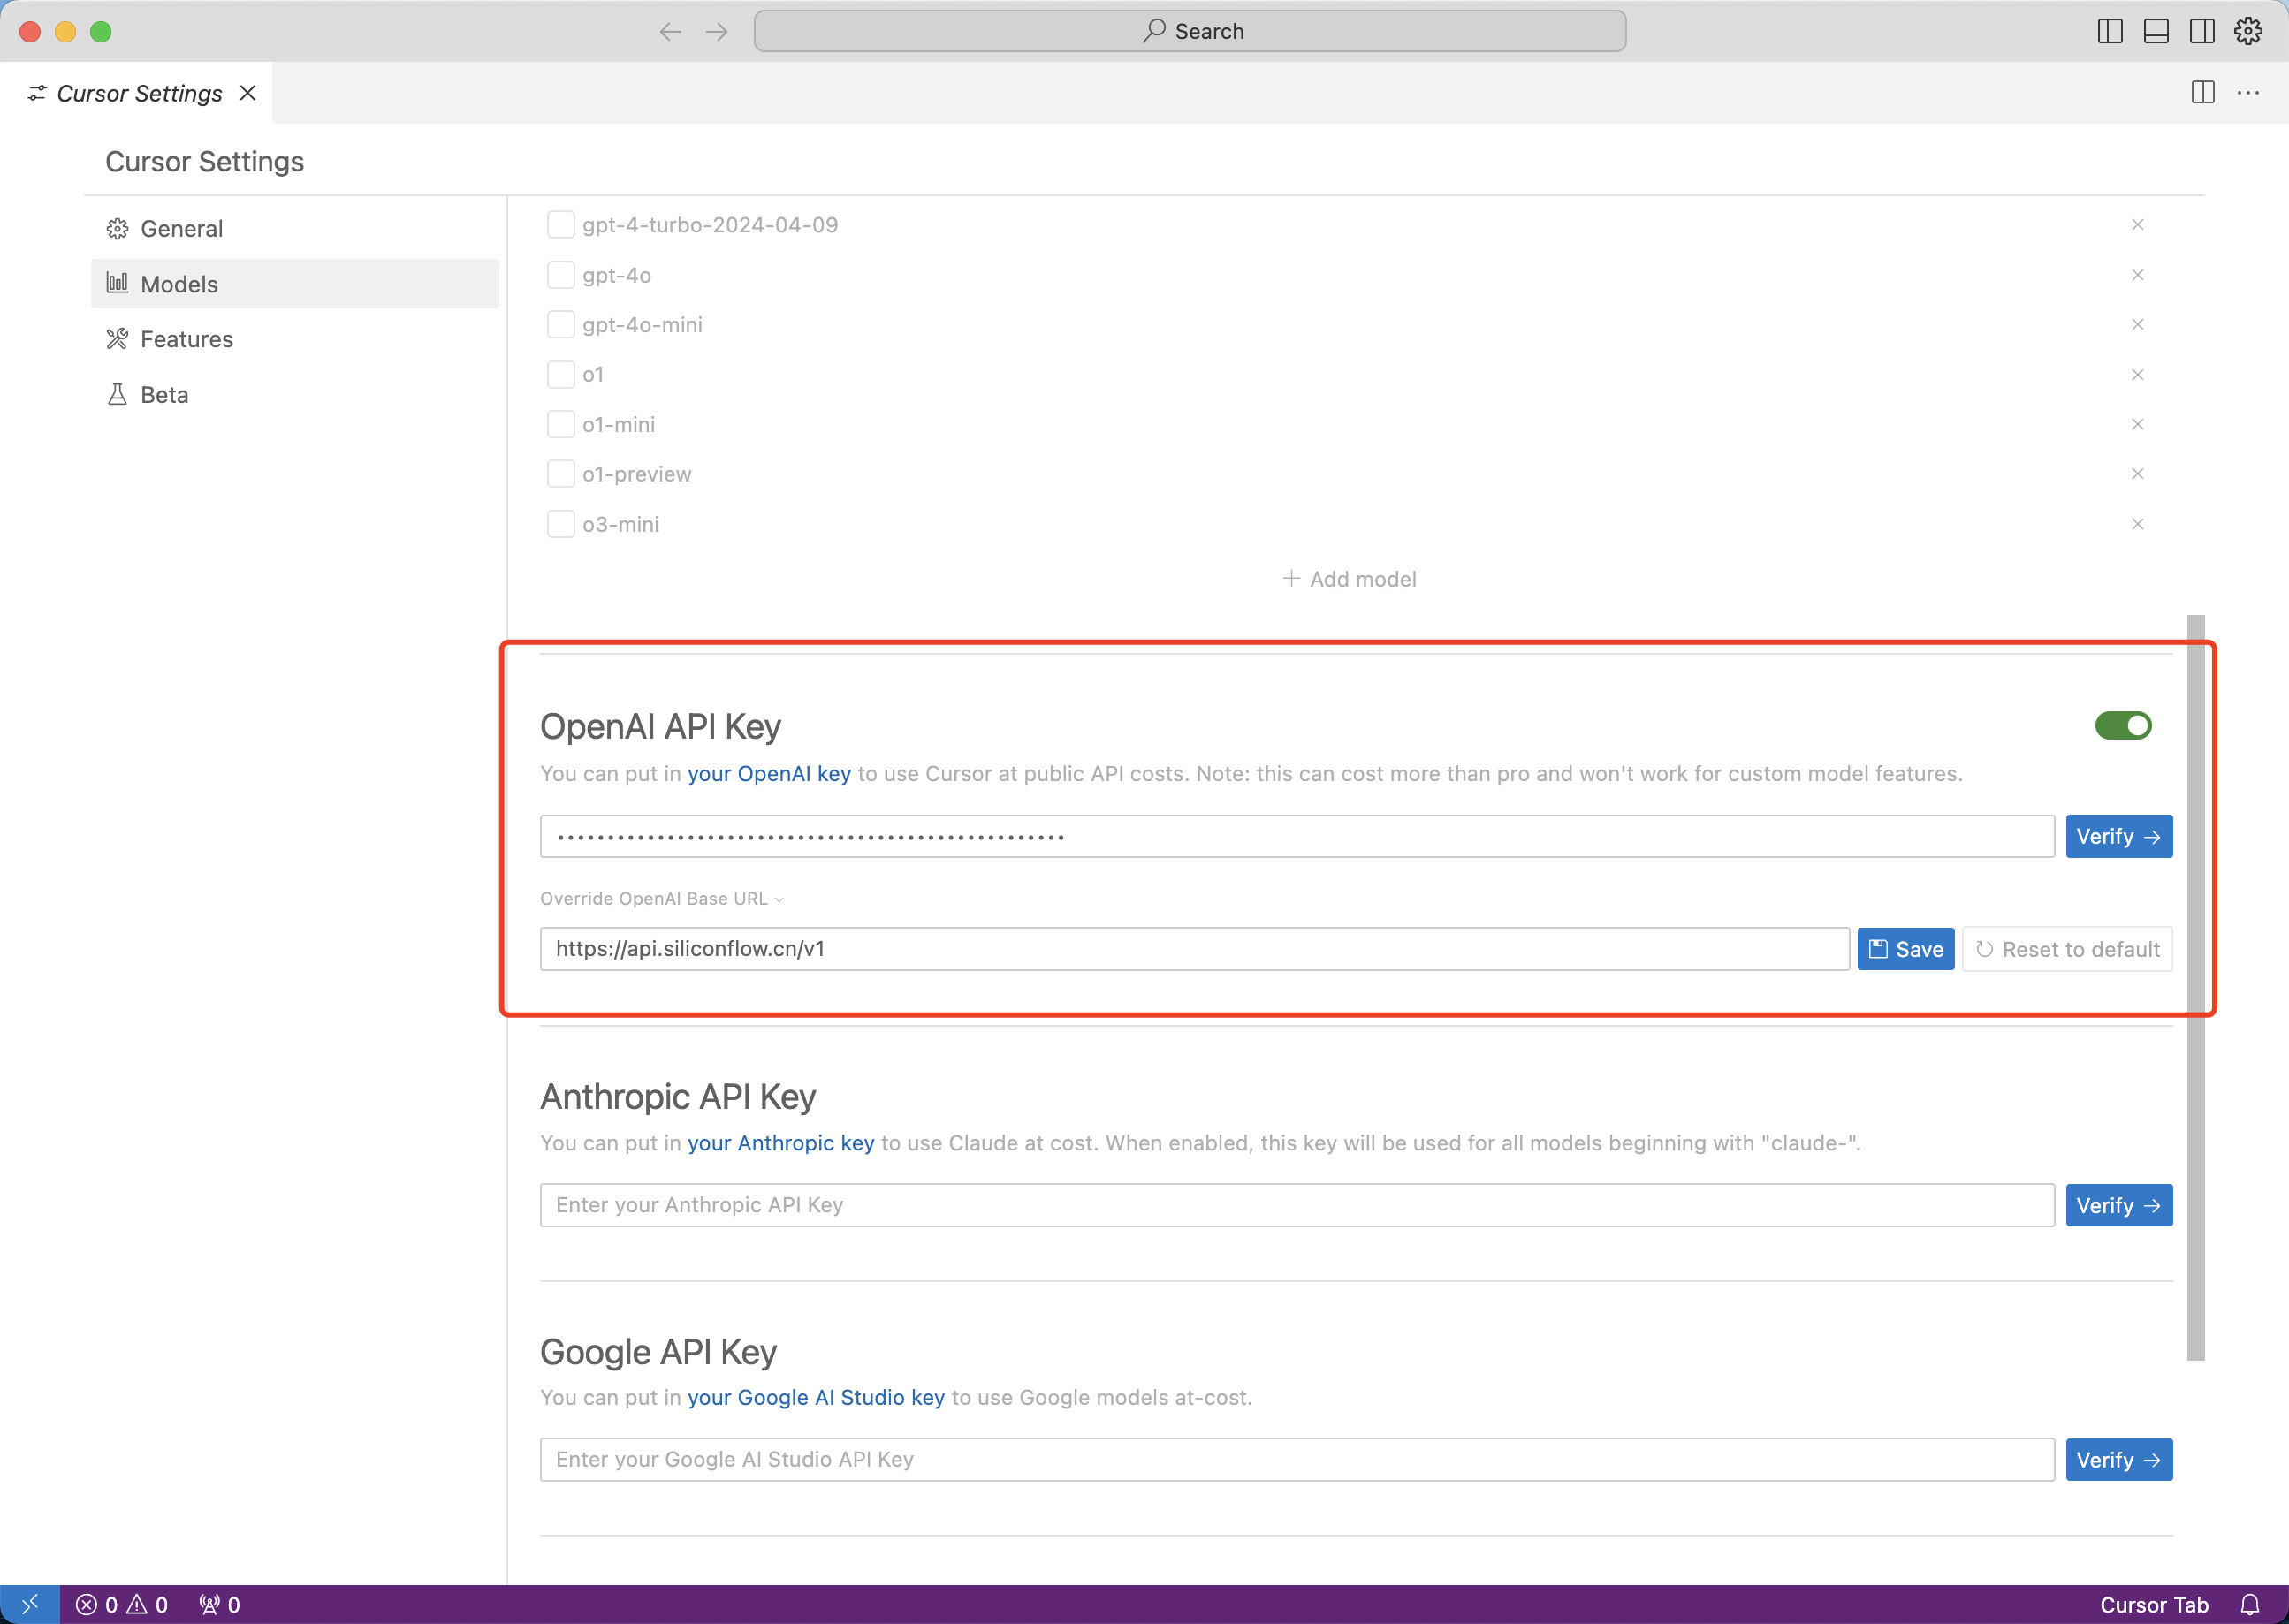 Search
Cursor Settings
Cursor Settings
General
Models
Features
Beta
gpt-4-turbo-2024-04-09
gpt-4o
gpt-4o-mini
o1
o1-mini
o1-preview
o3-mini
+ Add model
OpenAI API Key
You can put in your OpenAI key to use Cursor at public API costs. Note: this can cost more than pro and won't work for custom model features.
•••••••••••••••••••••••••••••••••••••••••••••••••••
Verify →
Override OpenAI Base URL
https://api.siliconflow.cn/v1
Save
Reset to default
Anthropic API Key
You can put in your Anthropic key to use Claude at cost. When enabled, this key will be used for all models beginning with "claude-".
Enter your Anthropic API Key
Verify →
Google API Key
You can put in your Google AI Studio key to use Google models at-cost.
Enter your Google AI Studio API Key
Verify →
0 0 0
Cursor Tab